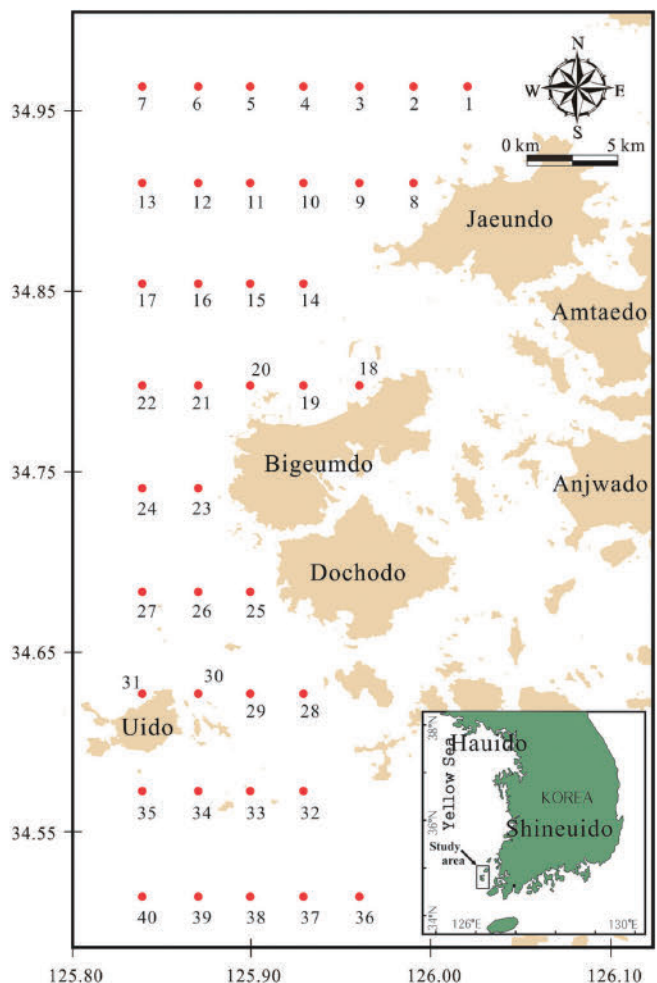 N
W E
S
0 km 5 km
34.95
7 6 5 4 3 2 1
13 12 11 10 9 8
Jaeundo
34.85
17 16 15 14
Amtaedo
20 18
22 21 19
Bigeumdo
34.75
24 23
Anjwado
Dochodo
27 26 25
34.65
31 30
29 28
Uido
35 34 33 32
34.55
40 39 38 37 36
38°N
Hauido
Yellow Sea
KOREA
36°N
Shineuido
Study
area
34°N
126°E 130°E
125.80 125.90 126.00 126.10